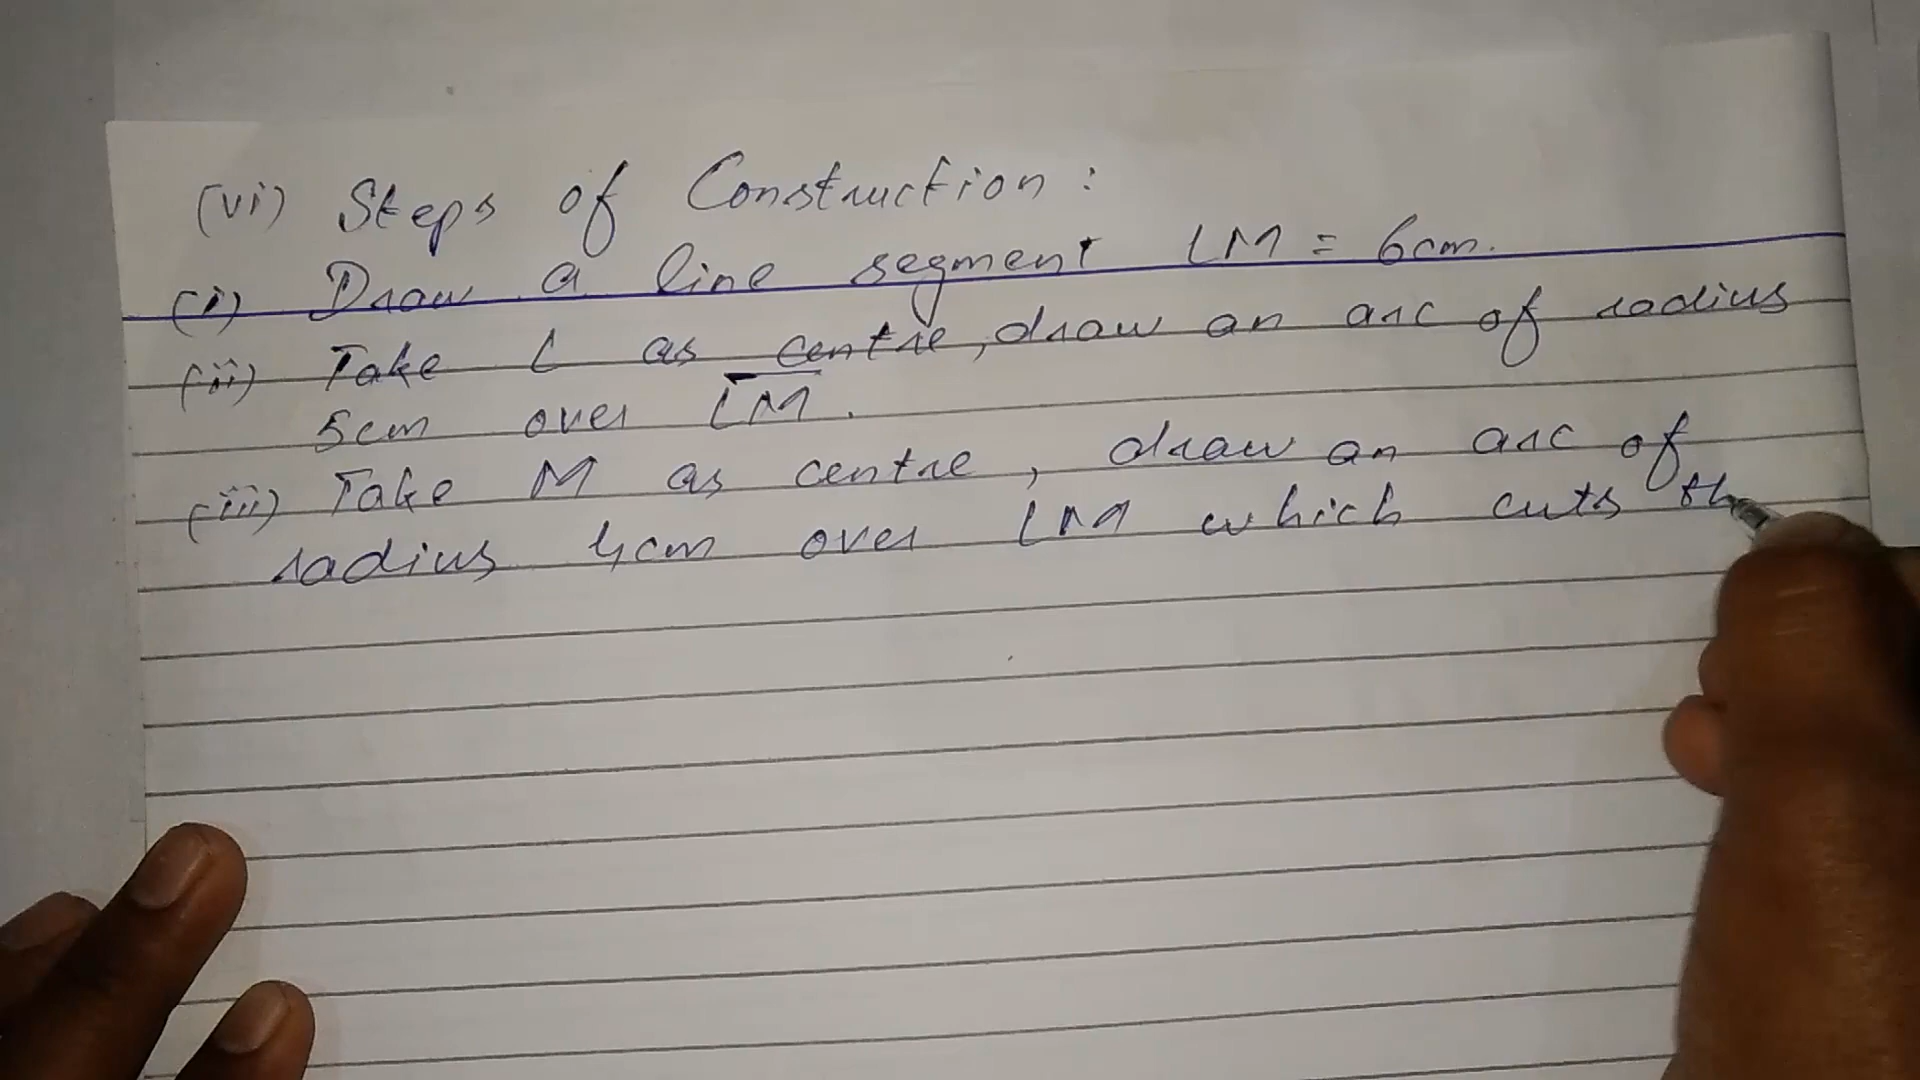 (vi) Steps of Construction:
(i) Draw a line segment LM = 6cm.
(ii) Take L as centre, draw an arc of radius
5cm over LM.
(iii) Take M as centre, draw an arc of
radius 4cm over LM which cuts th